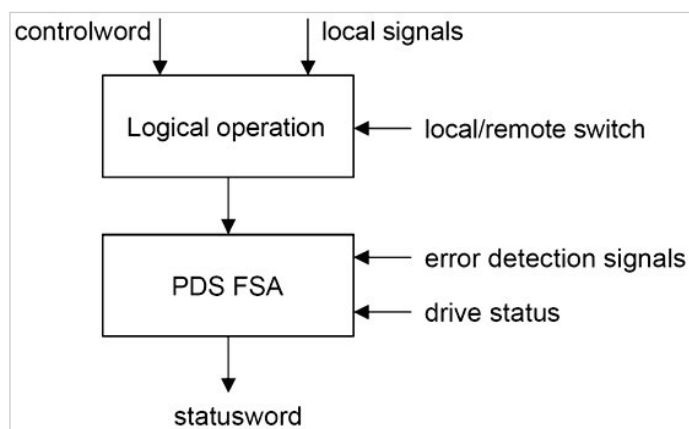 controlword
local signals
Logical operation
local/remote switch
error detection signals
PDS FSA
drive status
statusword